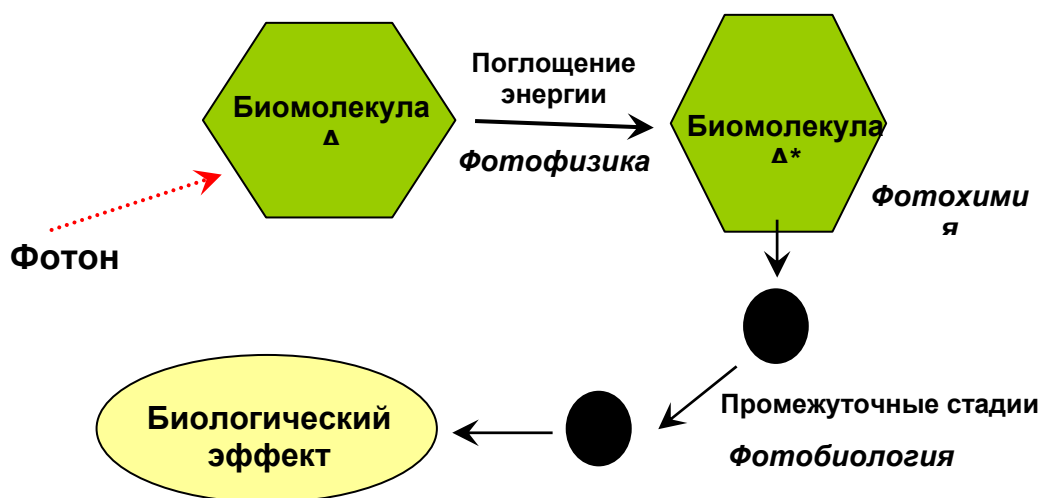 Поглощение
энергии
Биомолекула
Δ
Биомолекула
Δ*
Фотофизика
Фотохими
я
Фотон
Промежуточные стадии
Биологический
эффект
Фотобиология